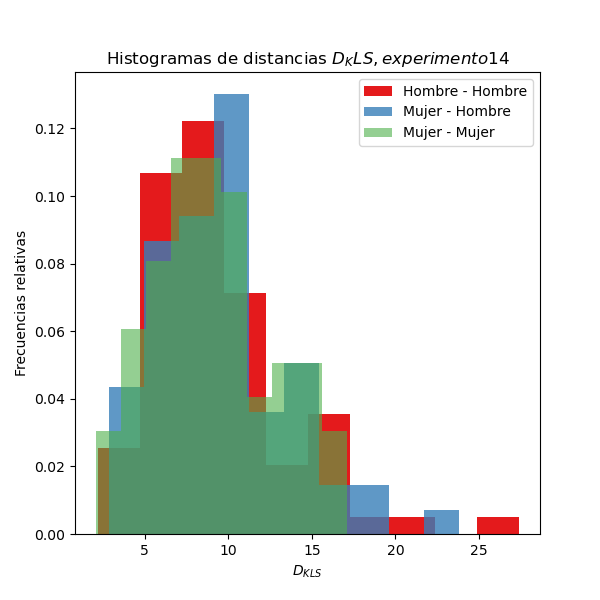 Histogramas de distancias $D_KLS, experimento14$
Hombre - Hombre
Mujer - Hombre
Mujer - Mujer
Frecuencias relativas
0.12
0.10
0.08
0.06
0.04
0.02
0.00
5
10
15
20
25
$D_{KLS}$